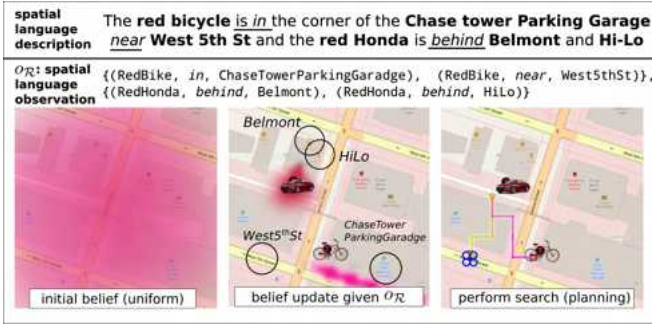 spatial
language
description
The red bicycle is in the corner of the Chase tower Parking Garage
near West 5th St and the red Honda is behind Belmont and Hi-Lo
OR: spatial
language
observation
{(RedBike, in, ChaseTowerParkingGaradge), (RedBike, near, West5thSt)},
{(RedHonda, behind, Belmont), (RedHonda, behind, HiLo)}
initial belief (uniform)
Belmont
HiLo
West5thSt
ChaseTower
ParkingGaradge
belief update given OR
perform search (planning)